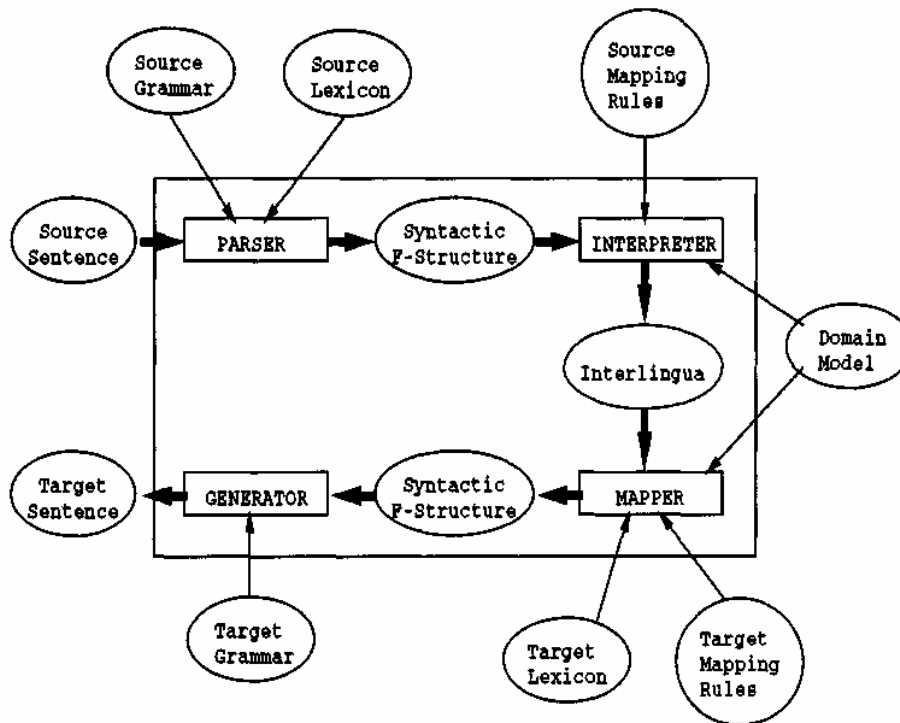 Source
Grammar
Source
Lexicon
Source
Mapping
Rules
Source
Sentence
PARSER
Syntactic
F-Structure
INTERPRETER
Domain
Model
Interlingua
Target
Sentence
GENERATOR
Syntactic
F-Structure
MAPPER
Target
Grammar
Target
Lexicon
Target
Mapping
Rules